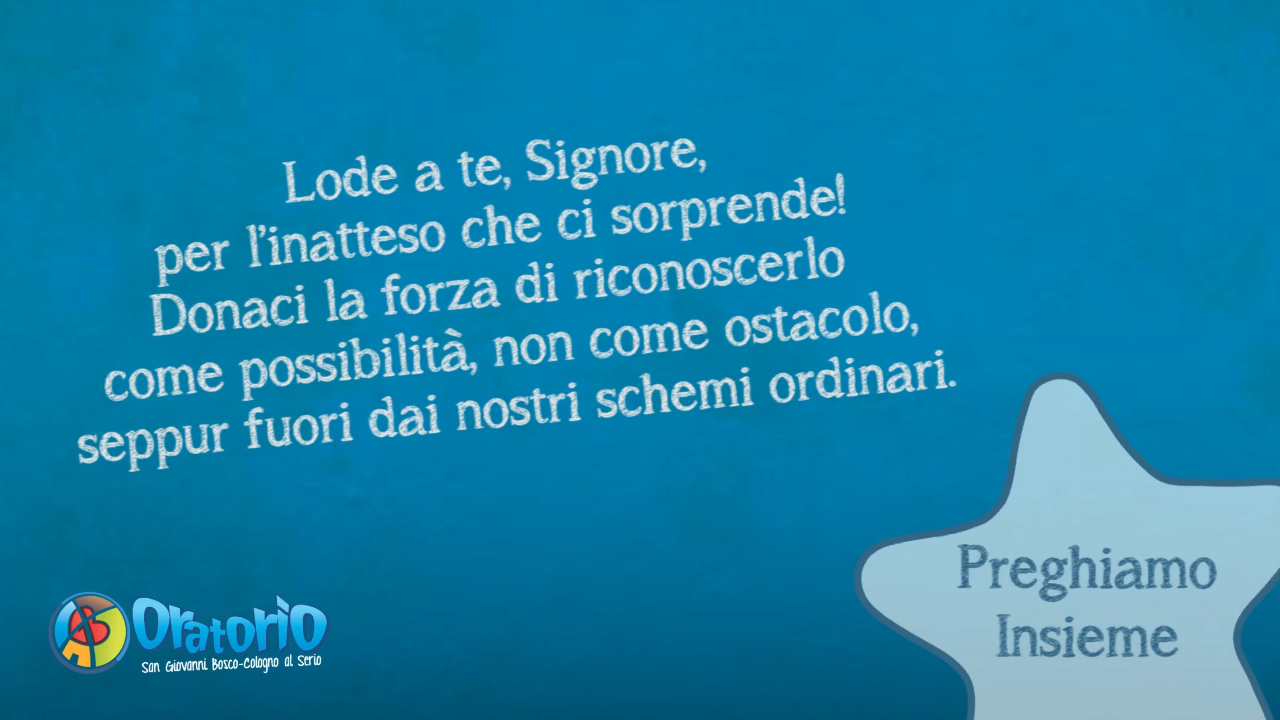 Lode a te, Signore,
per l'inatteso che ci sorprende!
Donaci la forza di riconoscerlo
come possibilità, non come ostacolo,
seppur fuori dai nostri schemi ordinari.
Preghiamo
Insieme
Oratorio
San Giovanni Bosco-Cologno al Serio